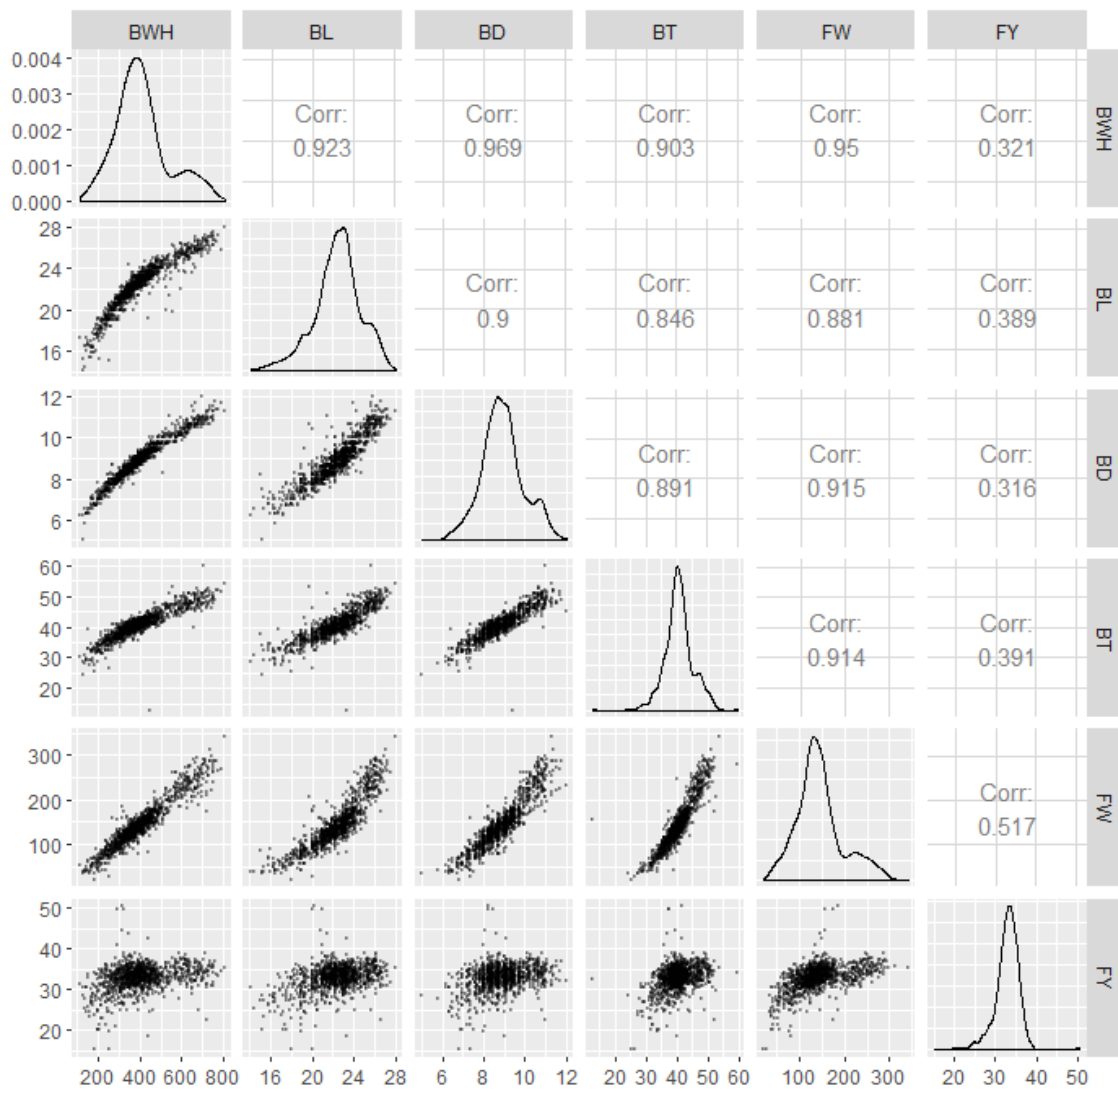 BWH BL BD BT FW FY
0.004
0.003
0.002
0.001
0.000
Corr: Corr: Corr: Corr: Corr:
0.923 0.969 0.903 0.95 0.321
BWH
28
24
20
16
Corr: Corr: Corr: Corr:
0.9 0.846 0.881 0.389
BL
12
10
8
6
Corr: Corr: Corr:
0.891 0.915 0.316
BD
60
50
40
30
20
Corr: Corr:
0.914 0.391
BT
300
200
100
Corr:
0.517
FW
50
40
30
20
FY
200 400 600 800 16 20 24 28 6 8 10 12 20 30 40 50 60 100 200 300 20 30 40 50